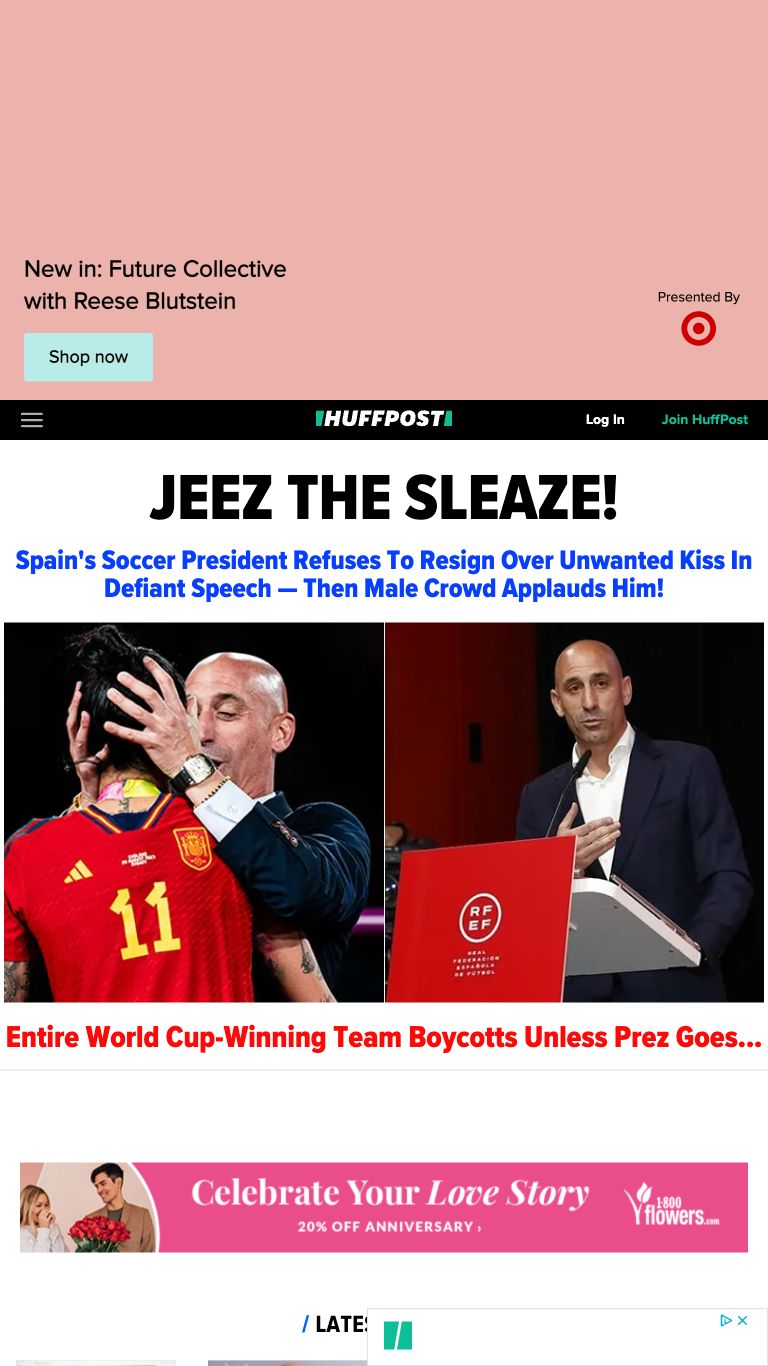 New in: Future Collective
with Reese Blutstein
Presented By
Shop now
HUFFPOST
Log In
Join HuffPost
JEEZ THE SLEAZE!
Spain's Soccer President Refuses To Resign Over Unwanted Kiss In
Defiant Speech — Then Male Crowd Applauds Him!
11
RF
EF
REAL
FEDERACIÓN
ESPAÑOLA
DE FÚTBOL
Entire World Cup-Winning Team Boycotts Unless Prez Goes...
Celebrate Your Love Story
20% OFF ANNIVERSARY ›
1-800
flowers.com
/ LATES